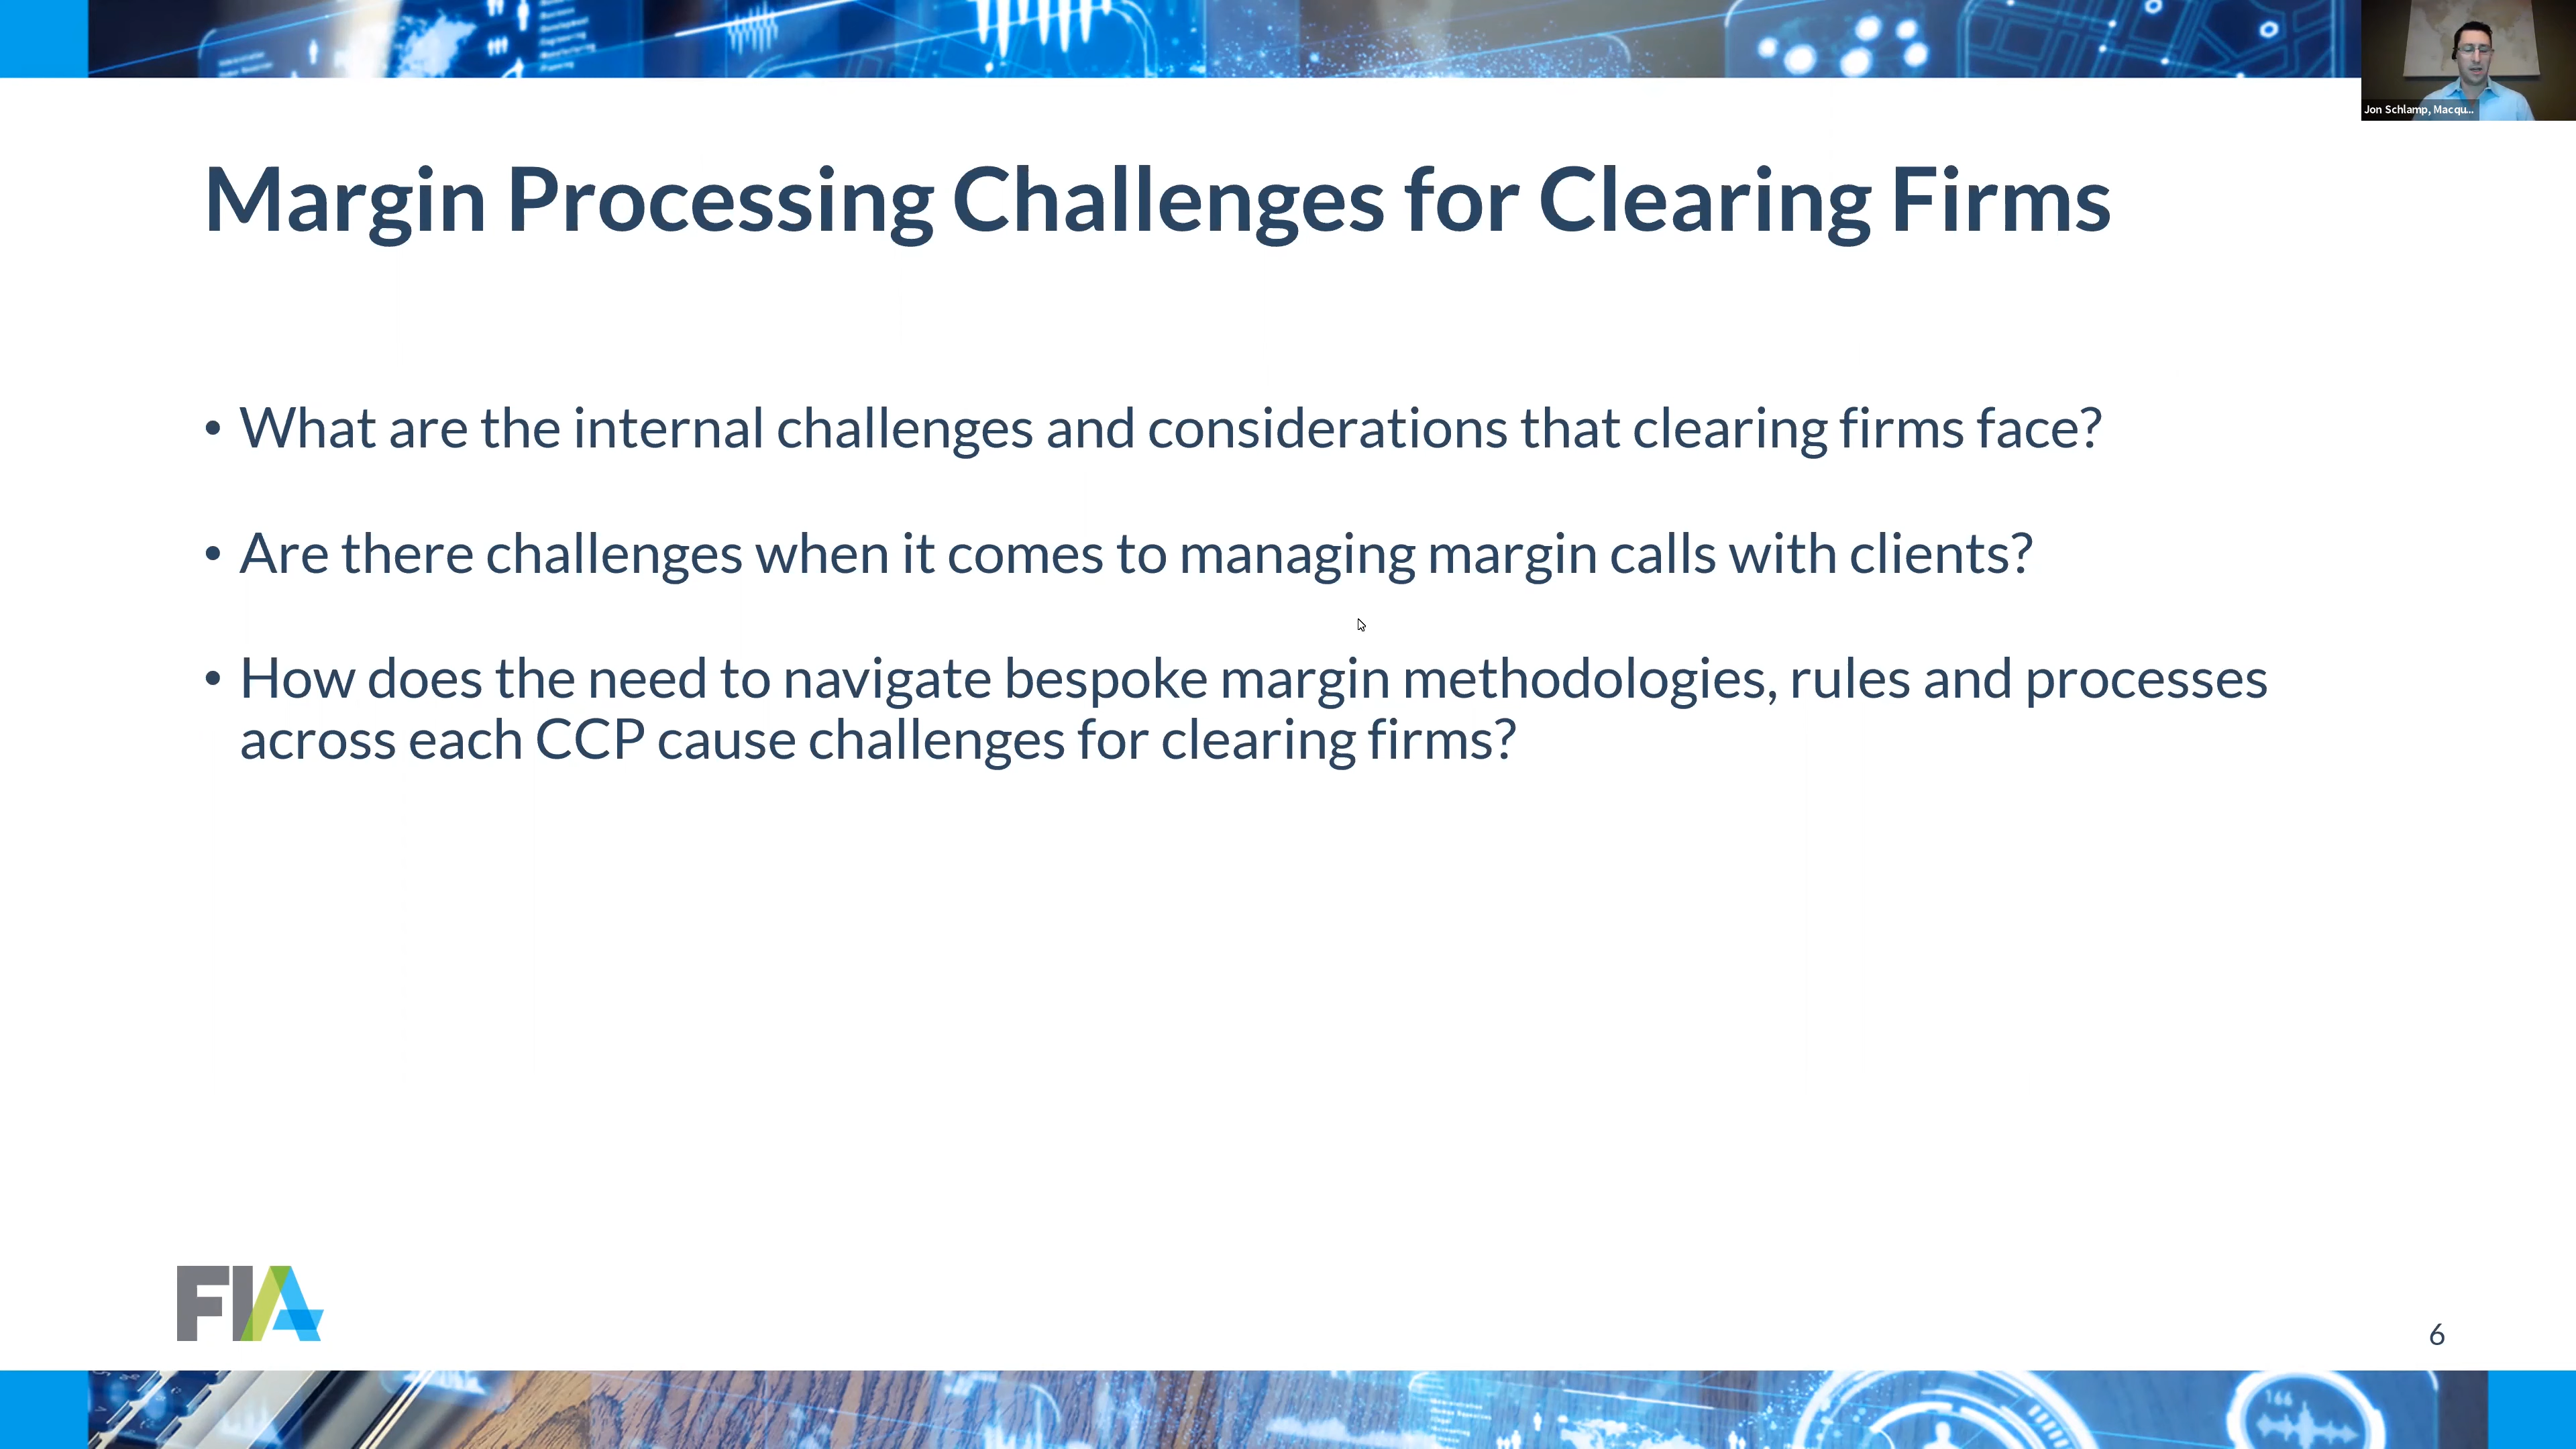 Jon Schlamp, Macqu...
Margin Processing Challenges for Clearing Firms
• What are the internal challenges and considerations that clearing firms face?
• Are there challenges when it comes to managing margin calls with clients?
• How does the need to navigate bespoke margin methodologies, rules and processes
across each CCP cause challenges for clearing firms?
FIA
6
166